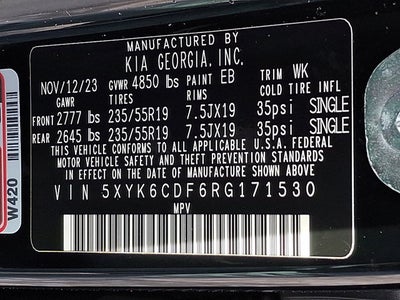 MANUFACTURED BY
KIA GEORGIA, INC.
NOV/12/23 GVWR 4850 lbs PAINT EB TRIM WK
GAWR TIRES RIMS COLD TIRE INFL
FRONT 2777 lbs 235/55R19 7.5JX19 35psi SINGLE
REAR 2645 lbs 235/55R19 7.5JX19 35psi SINGLE
THIS VEHICLE CONFORMS TO ALL APPLICABLE U.S.A. FEDERAL
MOTOR VEHICLE SAFETY, BUMPER, AND THEFT PREVENTION STANDARDS
IN EFFECT ON THE DATE OF MANUFACTURE SHOWN ABOVE
VIN 5XYK6CDF6RG171530
MPV
W420